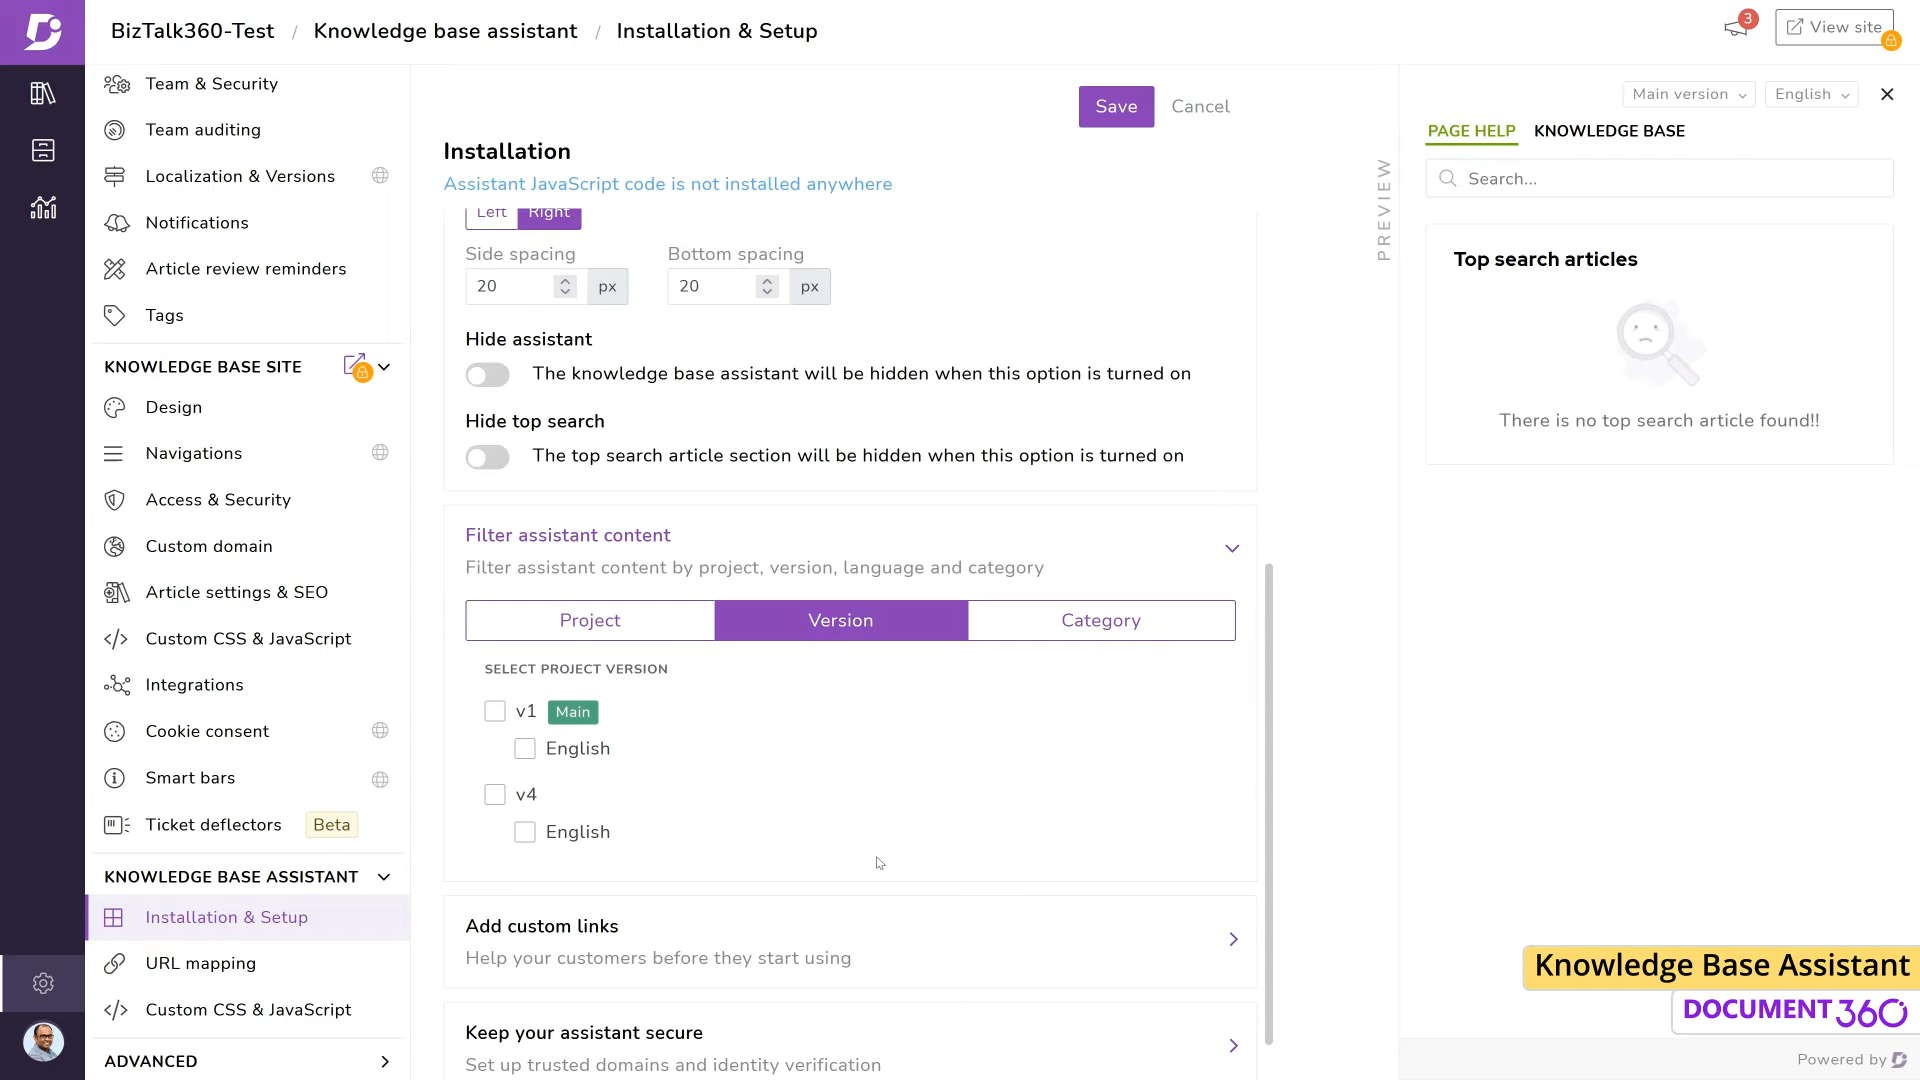 BizTalk360-Test / Knowledge base assistant / Installation & Setup
3
View site
Team & Security
Team auditing
Localization & Versions
Notifications
Article review reminders
Tags
KNOWLEDGE BASE SITE
Design
Navigations
Access & Security
Custom domain
Article settings & SEO
Custom CSS & JavaScript
Integrations
Cookie consent
Smart bars
Ticket deflectors Beta
KNOWLEDGE BASE ASSISTANT
Installation & Setup
URL mapping
Custom CSS & JavaScript
ADVANCED
Save Cancel
Installation
Assistant JavaScript code is not installed anywhere
Left Right
Side spacing Bottom spacing
20 px 20 px
Hide assistant
The knowledge base assistant will be hidden when this option is turned on
Hide top search
The top search article section will be hidden when this option is turned on
Filter assistant content
Filter assistant content by project, version, language and category
Project Version Category
SELECT PROJECT VERSION
v1 Main
English
v4
English
Add custom links
Help your customers before they start using
Keep your assistant secure
Set up trusted domains and identity verification
PREVIEW
Main version English
PAGE HELP KNOWLEDGE BASE
Search...
Top search articles
There is no top search article found!!
Knowledge Base Assistant
DOCUMENT360
Powered by